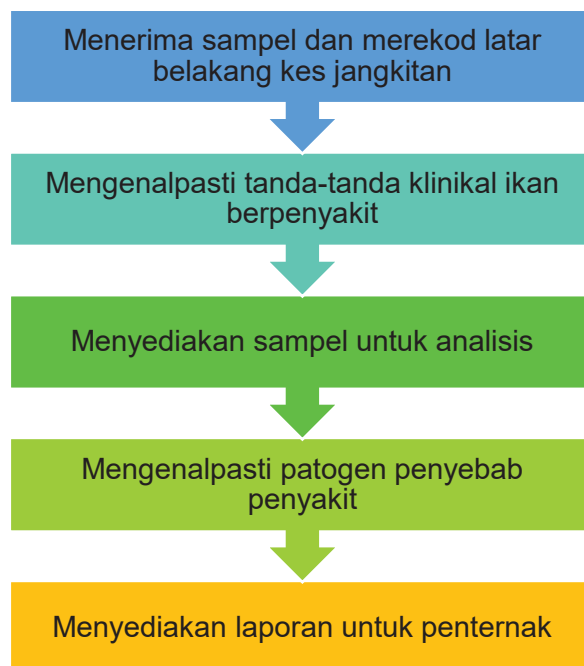 Menerima sampel dan merekod latar
belakang kes jangkitan
Mengenalpasti tanda-tanda klinikal ikan
berpenyakit
Menyediakan sampel untuk analisis
Mengenalpasti patogen penyebab
penyakit
Menyediakan laporan untuk penternak